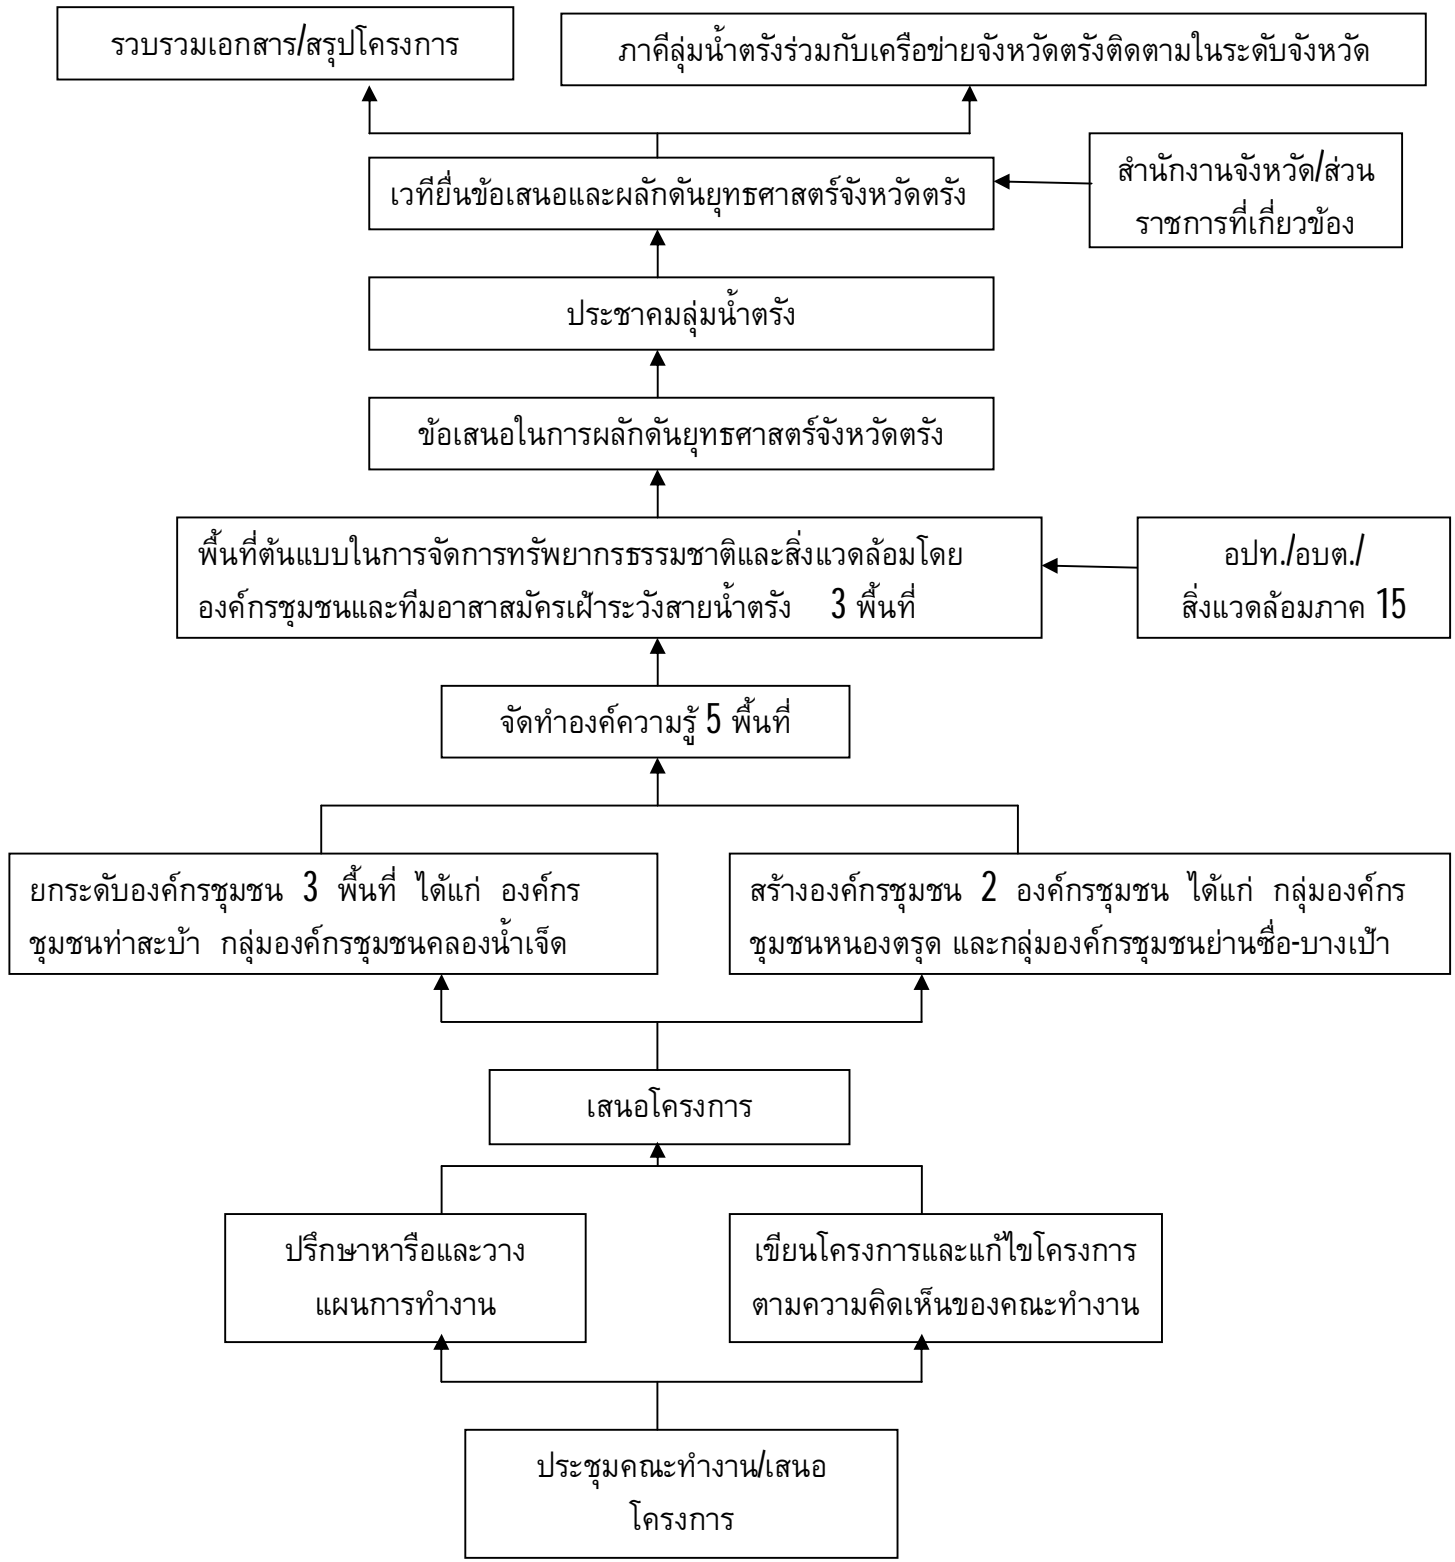 รวบรวมเอกสาร/สรุปโครงการ
ภาคีลุ่มน้ำตรังร่วมกับเครือข่ายจังหวัดตรังติดตามในระดับจังหวัด
เวทียื่นข้อเสนอและผลักดันยุทธศาสตร์จังหวัดตรัง
สำนักงานจังหวัด/ส่วน
ราชการที่เกี่ยวข้อง
ประชาคมลุ่มน้ำตรัง
ข้อเสนอในการผลักดันยุทธศาสตร์จังหวัดตรัง
พื้นที่ต้นแบบในการจัดการทรัพยากรธรรมชาติและสิ่งแวดล้อมโดย
องค์กรชุมชนและทีมอาสาสมัครเฝ้าระวังสายน้ำตรัง 3 พื้นที่
อปท./อบต./
สิ่งแวดล้อมภาค 15
จัดทำองค์ความรู้ 5 พื้นที่
ยกระดับองค์กรชุมชน 3 พื้นที่ ได้แก่ องค์กร
ชุมชนท่าสะบ้า กลุ่มองค์กรชุมชนคลองน้ำเจ็ด
สร้างองค์กรชุมชน 2 องค์กรชุมชน ได้แก่ กลุ่มองค์กร
ชุมชนหนองตรุด และกลุ่มองค์กรชุมชนย่านซื่อ-บางเป้า
เสนอโครงการ
ปรึกษาหารือและวาง
แผนการทำงาน
เขียนโครงการและแก้ไขโครงการ
ตามความคิดเห็นของคณะทำงาน
ประชุมคณะทำงาน/เสนอ
โครงการ